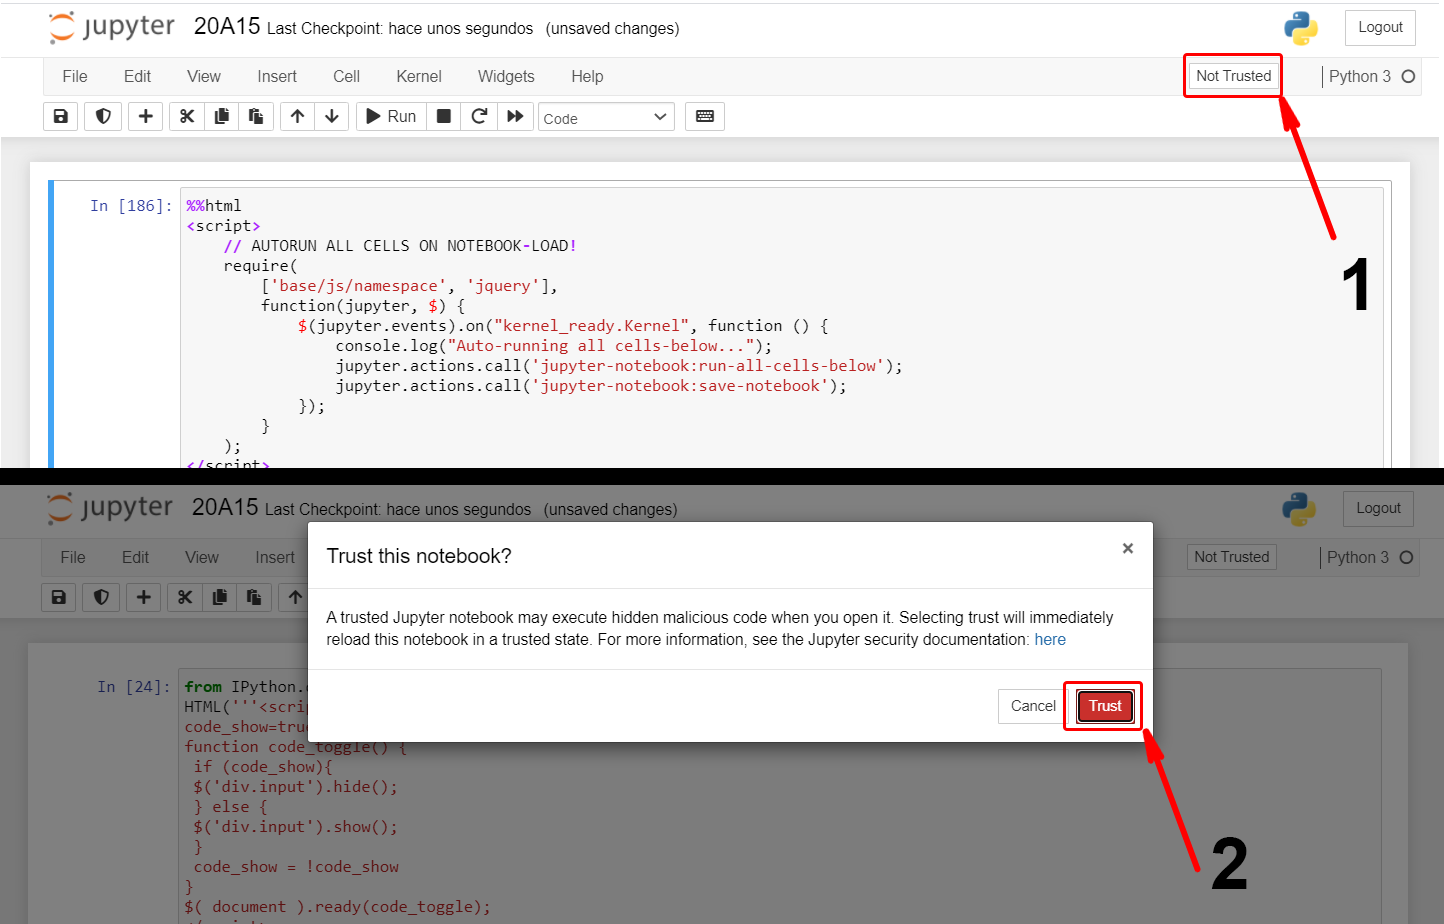 jupyter 20A15 Last Checkpoint: hace unos segundos (unsaved changes) Logout
File Edit View Insert Cell Kernel Widgets Help Not Trusted Python 3
Run Code
1
In [186]: %%html
<script>
// AUTORUN ALL CELLS ON NOTEBOOK-LOAD!
require(
['base/js/namespace', 'jquery'],
function(jupyter, $) {
$(jupyter.events).on("kernel_ready.Kernel", function () {
console.log("Auto-running all cells-below...");
jupyter.actions.call('jupyter-notebook:run-all-cells-below');
jupyter.actions.call('jupyter-notebook:save-notebook');
});
}
);
</script>
jupyter 20A15 Last Checkpoint: hace unos segundos (unsaved changes) Logout
File Edit View Insert Not Trusted Python 3
Trust this notebook? ×
A trusted Jupyter notebook may execute hidden malicious code when you open it. Selecting trust will immediately
reload this notebook in a trusted state. For more information, see the Jupyter security documentation: here
Cancel Trust
2
In [24]: from IPython.
HTML('''<scrip
code_show=true
function code_toggle() {
if (code_show){
$('div.input').hide();
} else {
$('div.input').show();
}
code_show = !code_show
}
$( document ).ready(code_toggle);